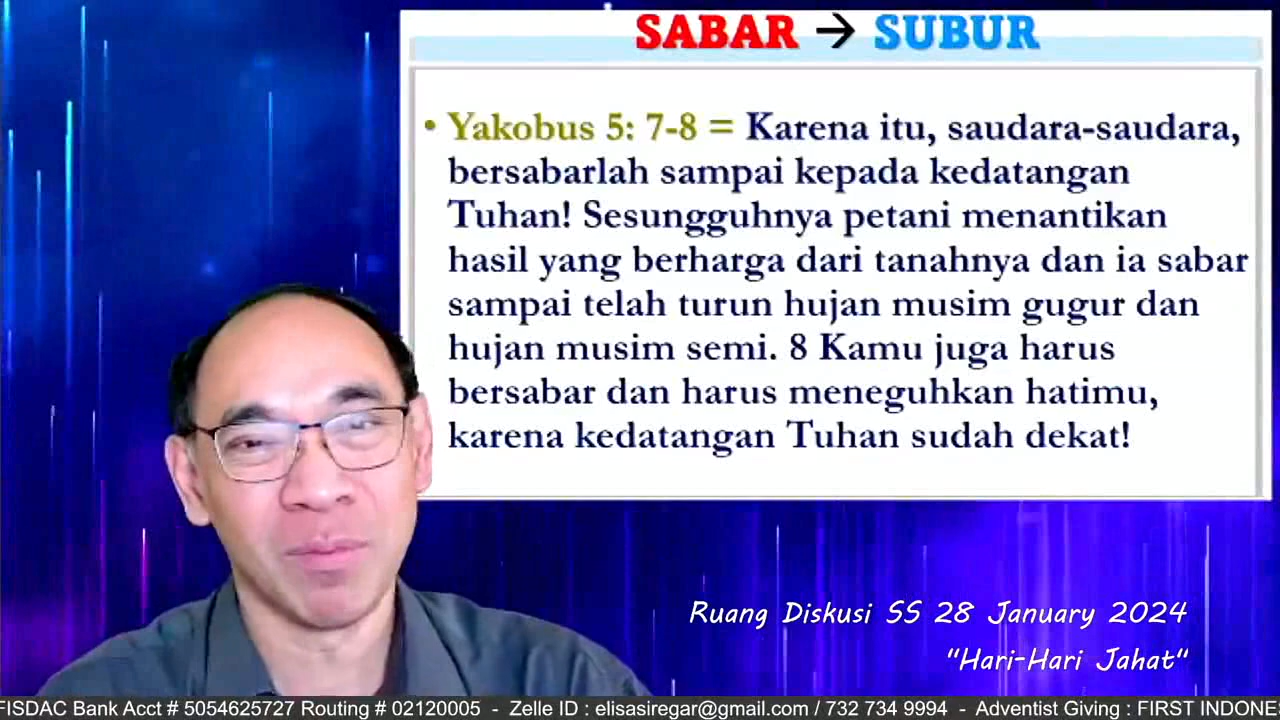 SABAR → SUBUR
• Yakobus 5: 7-8 = Karena itu, saudara-saudara,
bersabarlah sampai kepada kedatangan
Tuhan! Sesungguhnya petani menantikan
hasil yang berharga dari tanahnya dan ia sabar
sampai telah turun hujan musim gugur dan
hujan musim semi. 8 Kamu juga harus
bersabar dan harus meneguhkan hatimu,
karena kedatangan Tuhan sudah dekat!
Ruang Diskusi SS 28 January 2024
"Hari-Hari Jahat"
FISDAC Bank Acct # 5054625727 Routing # 02120005 - Zelle ID : elisasiregar@gmail.com / 732 734 9994 - Adventist Giving : FIRST INDONE